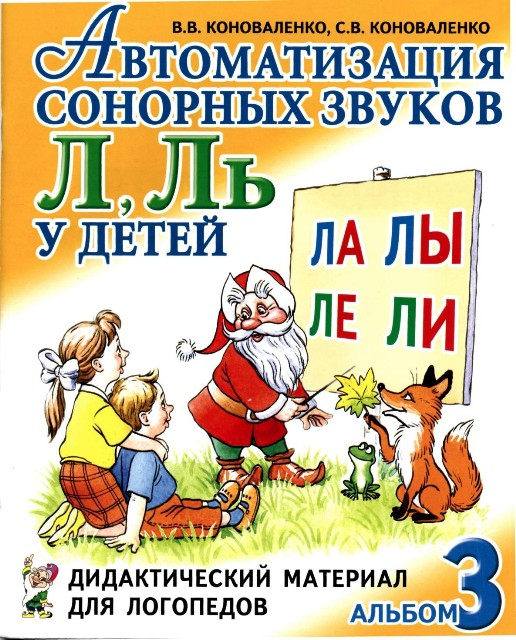 В.В. КОНОВАЛЕНКО, С.В. КОНОВАЛЕНКО
АВТОМАТИЗАЦИЯ
СОНОРНЫХ ЗВУКОВ
Л, ЛЬ
У ДЕТЕЙ
ЛА ЛЫ
ЛЕ ЛИ
ДИДАКТИЧЕСКИЙ МАТЕРИАЛ
ДЛЯ ЛОГОПЕДОВ
АЛЬБОМ 3